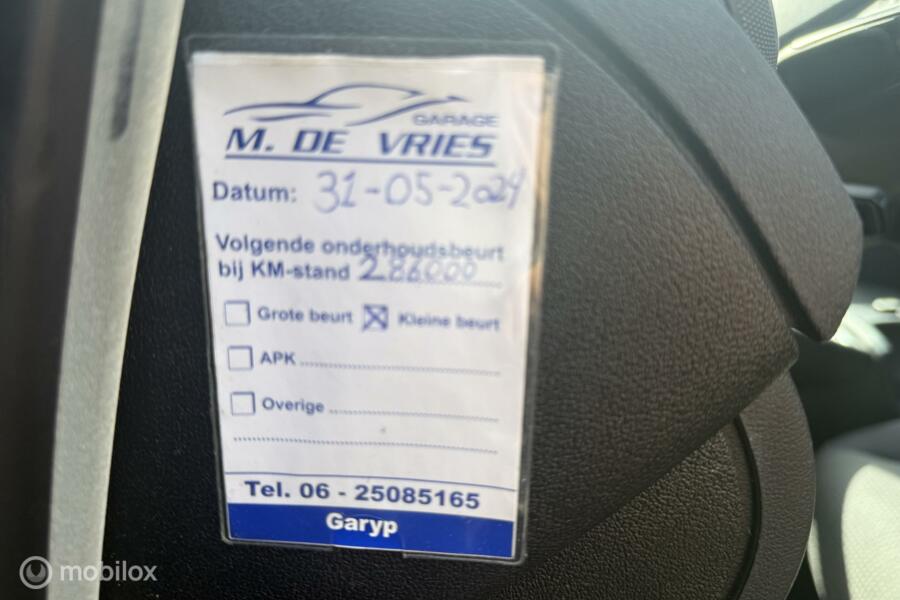 GARAGE
M. DE VRIES
Datum: 31-05-2024
Volgende onderhoudsbeurt
bij KM-stand 286000
Grote beurt Kleine beurt
APK
Overige
Tel. 06 - 25085165
Garyp
mobilox